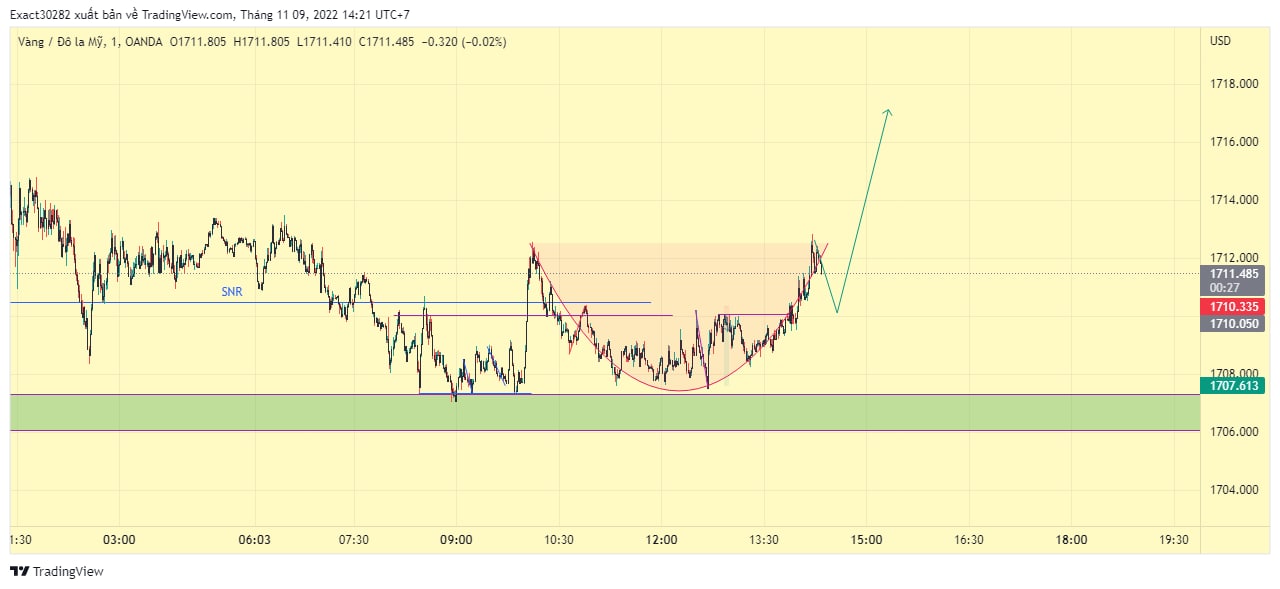 Exact30282 xuất bản về TradingView.com, Tháng 11 09, 2022 14:21 UTC+7
Vàng / Đô la Mỹ, 1, OANDA O1711.805 H1711.805 L1711.410 C1711.485 −0.320 (−0.02%)
USD
1718.000
1716.000
1714.000
1712.000
1711.485
00:27
SNR
1710.335
1710.050
1708.000
1707.613
1706.000
1704.000
1:30 03:00 06:03 07:30 09:00 10:30 12:00 13:30 15:00 16:30 18:00 19:30
TradingView